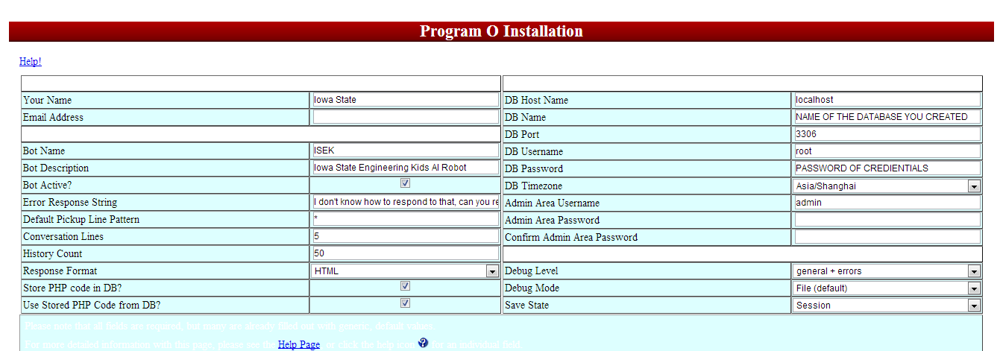 Program O Installation
Help!
Your Name Iowa State
Email Address
Bot Name ISEK
Bot Description Iowa State Engineering Kids AI Robot
Bot Active?
Error Response String I don't know how to respond to that, can you re
Default Pickup Line Pattern *
Conversation Lines 5
History Count 50
Response Format HTML
Store PHP code in DB?
Use Stored PHP Code from DB?
DB Host Name localhost
DB Name NAME OF THE DATABASE YOU CREATED
DB Port 3306
DB Username root
DB Password PASSWORD OF CREDIENTIALS
DB Timezone Asia/Shanghai
Admin Area Username admin
Admin Area Password
Confirm Admin Area Password
Debug Level general + errors
Debug Mode File (default)
Save State Session
Please note that all fields are required, but many are already filled out with generic, default values.
For more detailed information with this page, please see the Help Page, or click the help icon ? for an individual field.